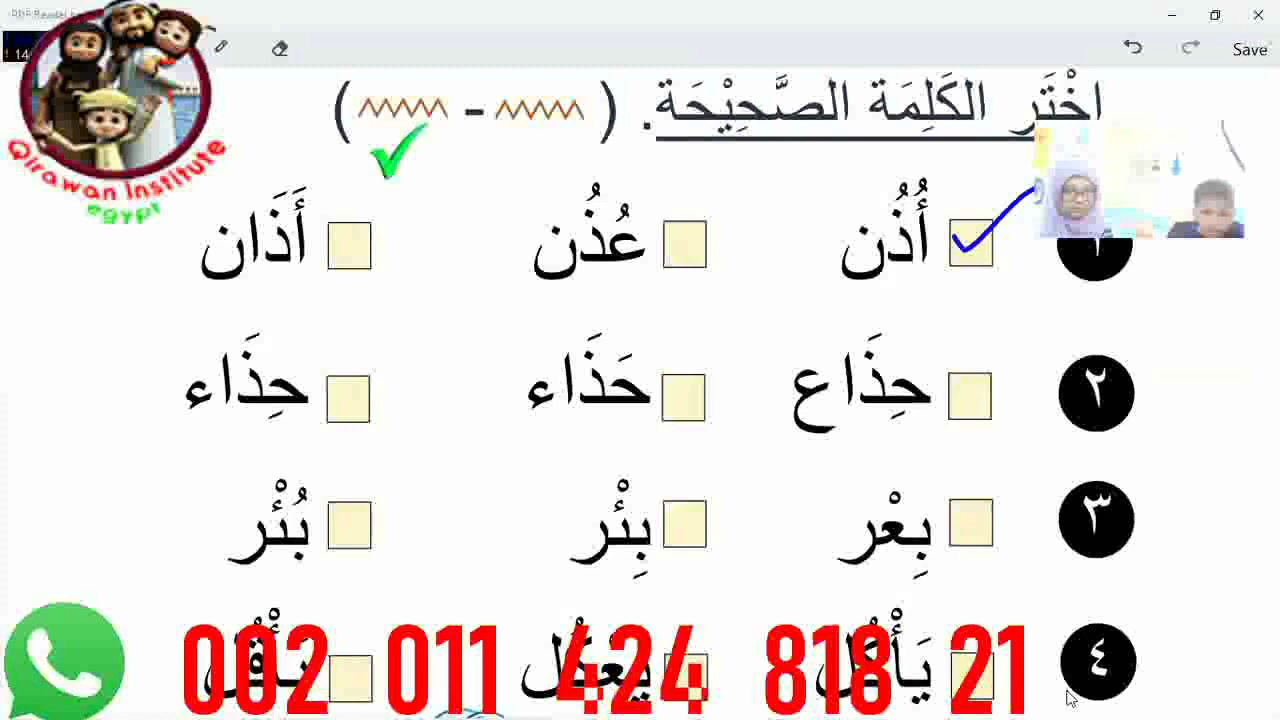 Save
اخْتَرِ الكَلِمَة الصَّحِيْحَة. ( - )
Qirawan Institute
egypt
١ أُذُن عُذُن أَذَان
٢ حِذَاع حَذَاء حِذَاء
٣ بِعْر بِئْر بُئْر
٤ يَأْكُل يَعْكُل
002 011 424 818 21